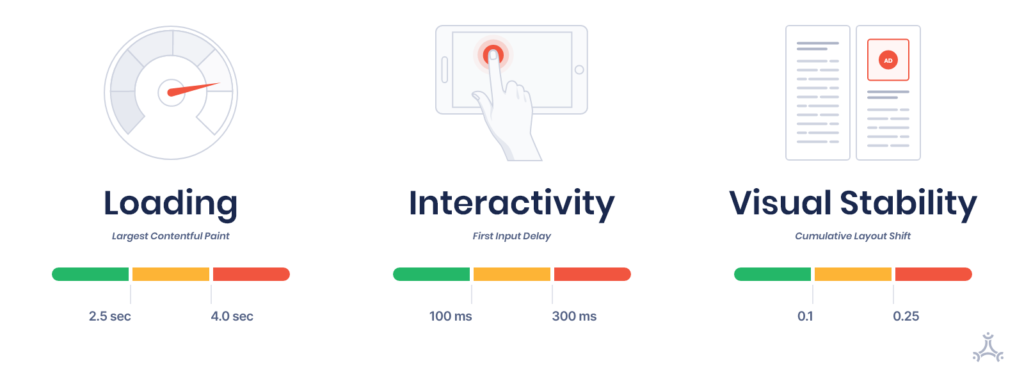 AD
Loading
Interactivity
Visual Stability
Largest Contentful Paint
First Input Delay
Cumulative Layout Shift
2.5 sec
4.0 sec
100 ms
300 ms
0.1
0.25